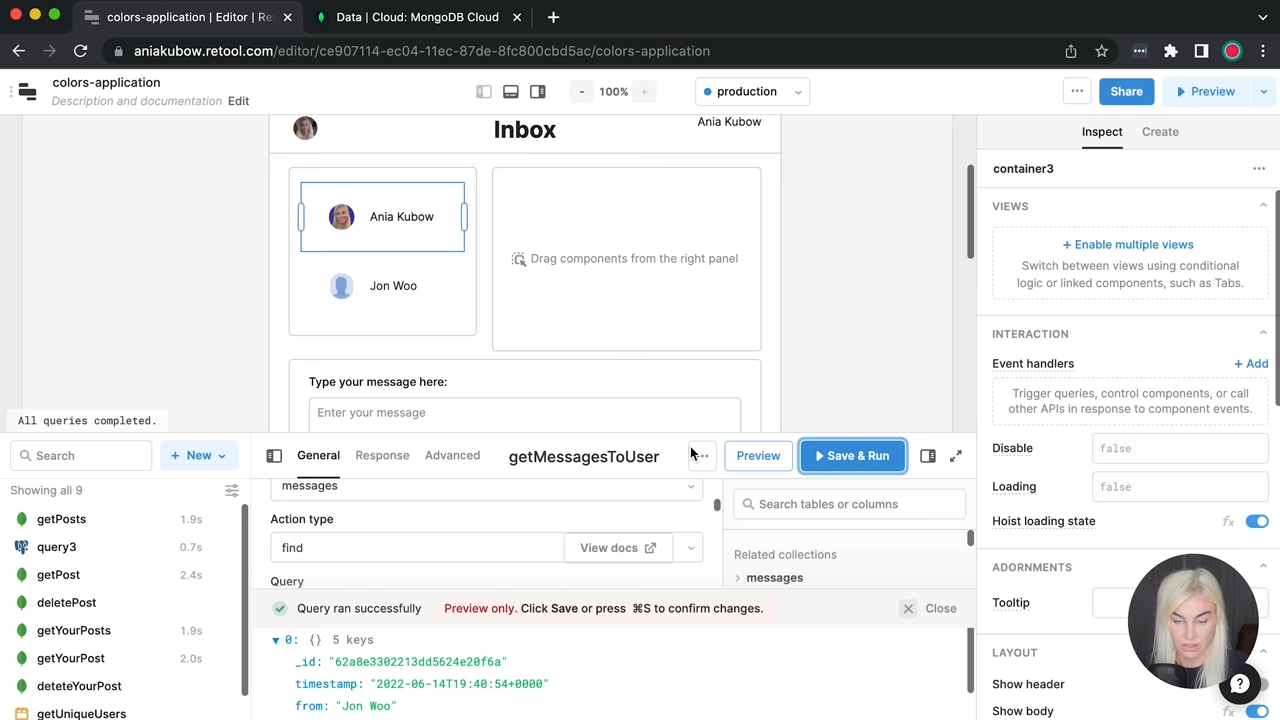 colors-application | Editor | Re
Data | Cloud: MongoDB Cloud
aniakubow.retool.com/editor/ce907114-ec04-11ec-87de-8fc800cbd5ac/colors-application
colors-application
Description and documentation Edit
- 100% +
production
Share
Preview
Inbox
Ania Kubow
Inspect
Create
container3
VIEWS
+ Enable multiple views
Switch between views using conditional
logic or linked components, such as Tabs.
Ania Kubow
Jon Woo
Drag components from the right panel
INTERACTION
Event handlers
+ Add
Trigger queries, control components, or call
other APIs in response to component events.
Type your message here:
Enter your message
All queries completed.
Disable
false
Loading
false
Hoist loading state
fx
ADORNMENTS
Tooltip
LAYOUT
Show header
Show body
fx
Search
+ New
General
Response
Advanced
getMessagesToUser
Preview
Save & Run
Showing all 9
getPosts 1.9s
query3 0.7s
getPost 2.4s
deletePost
getYourPosts 1.9s
getYourPost 2.0s
deteteYourPost
getUniqueUsers
messages
Action type
find
View docs
Query
Search tables or columns
Related collections
messages
Query ran successfully
Preview only. Click Save or press ⌘S to confirm changes.
Close
0: {} 5 keys
_id: "62a8e3302213dd5624e20f6a"
timestamp: "2022-06-14T19:40:54+0000"
from: "Jon Woo"